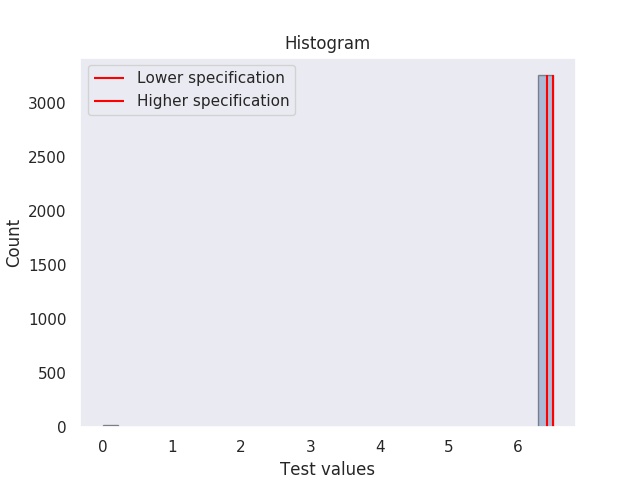 Histogram
Lower specification
Higher specification
3000
2500
2000
1500
1000
500
0
Count
0 1 2 3 4 5 6
Test values